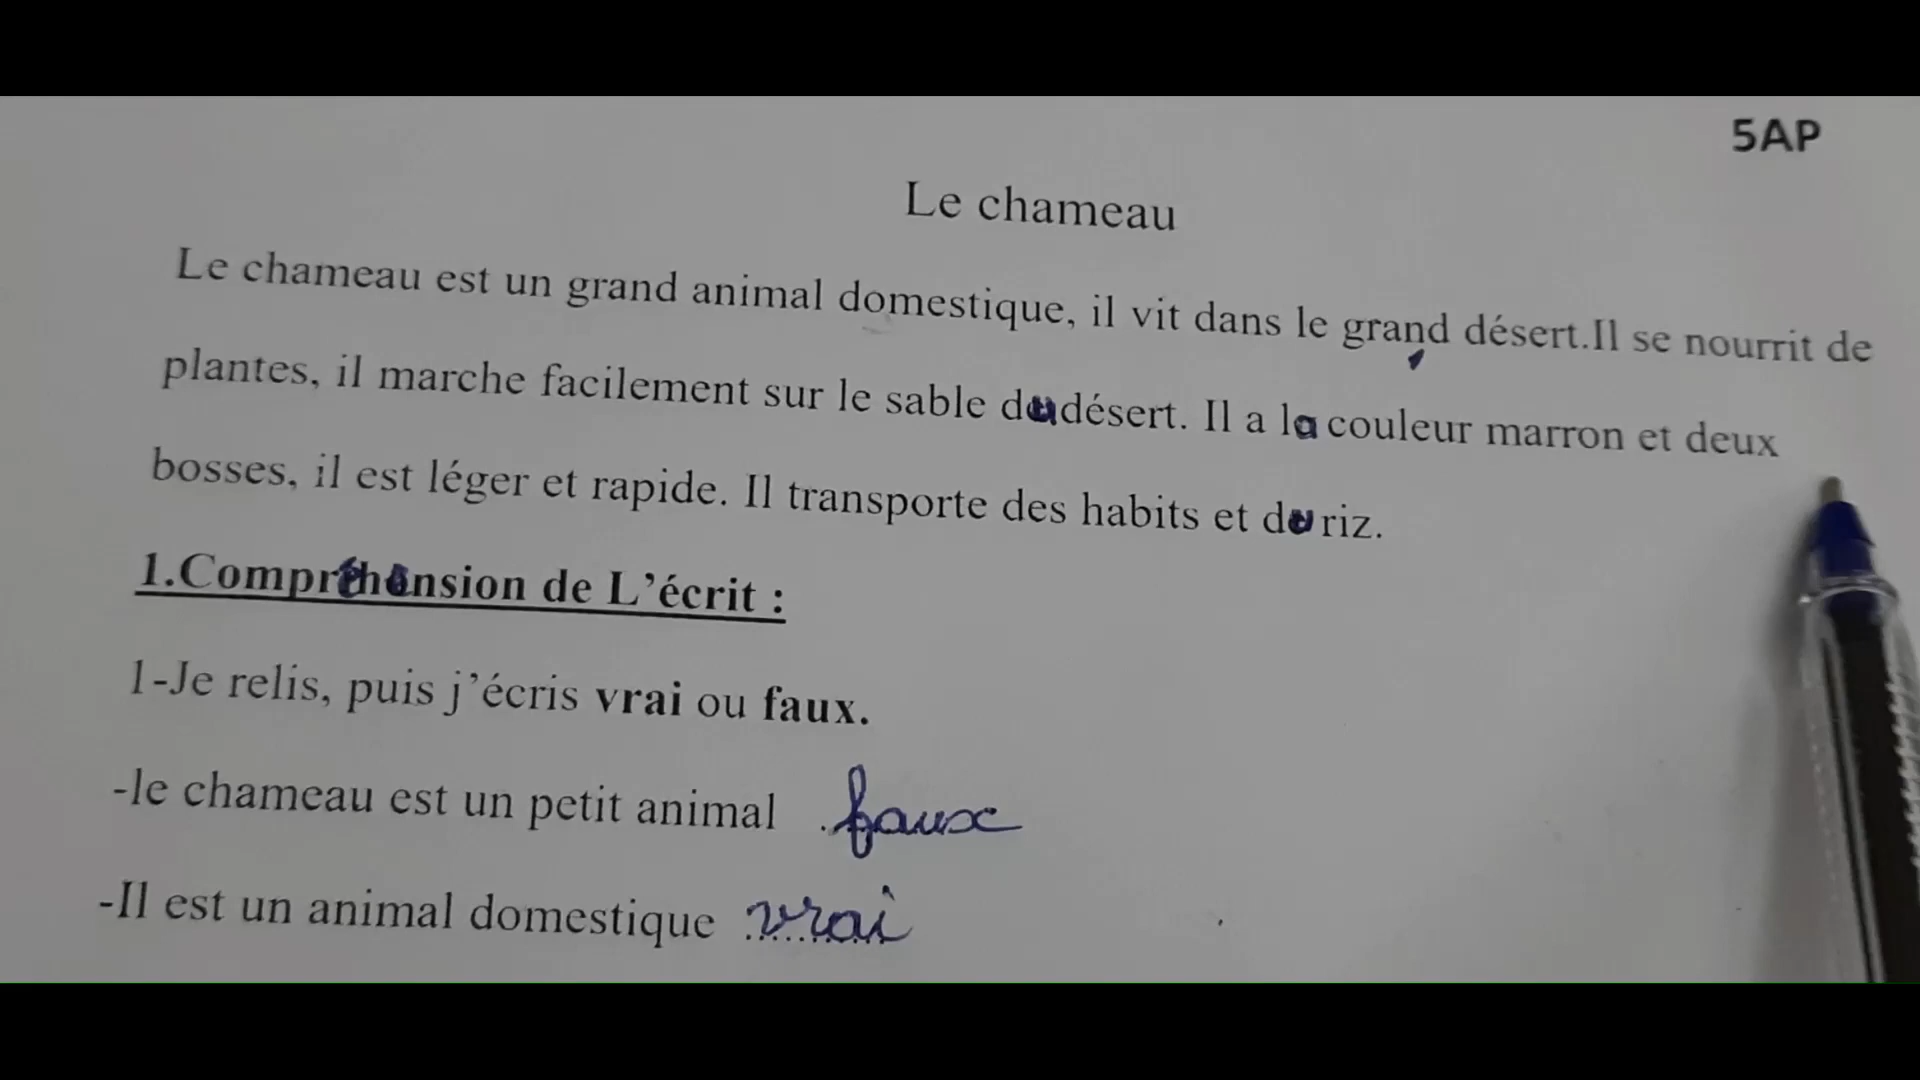 5AP
Le chameau
Le chameau est un grand animal domestique, il vit dans le grand désert.Il se nourrit de
plantes, il marche facilement sur le sable du désert. Il a la couleur marron et deux
bosses, il est léger et rapide. Il transporte des habits et du riz.
1.Compréhension de L'écrit :
1-Je relis, puis j'écris vrai ou faux.
-le chameau est un petit animal .faux
-Il est un animal domestique vrai